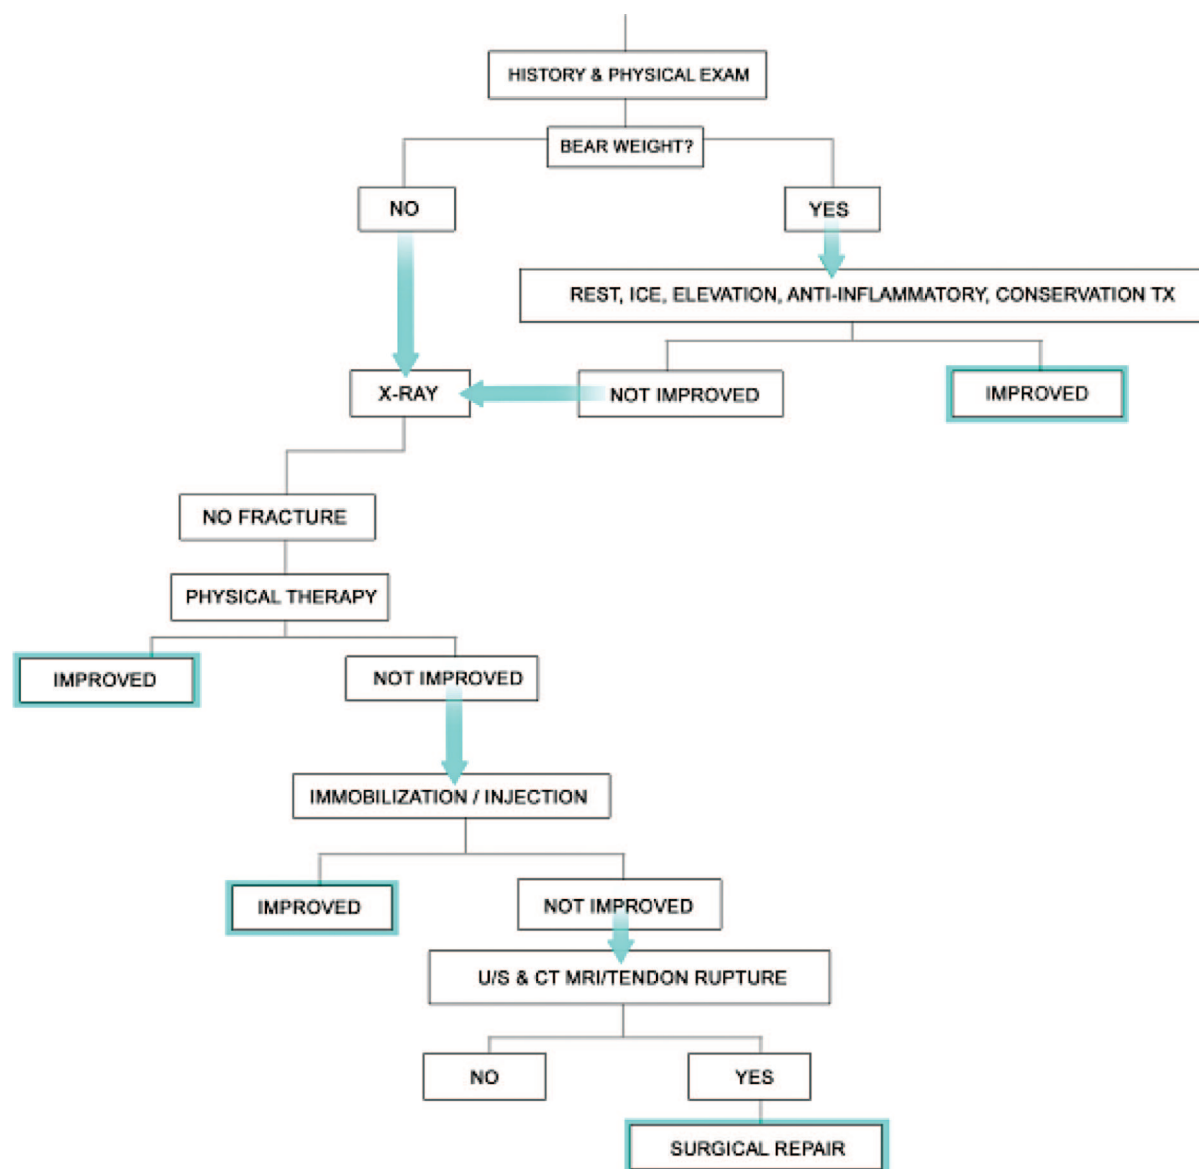 HISTORY & PHYSICAL EXAM
BEAR WEIGHT?
NO
YES
REST, ICE, ELEVATION, ANTI-INFLAMMATORY, CONSERVATION TX
X-RAY
NOT IMPROVED
IMPROVED
NO FRACTURE
PHYSICAL THERAPY
IMPROVED
NOT IMPROVED
IMMOBILIZATION / INJECTION
IMPROVED
NOT IMPROVED
U/S & CT MRI/TENDON RUPTURE
NO
YES
SURGICAL REPAIR